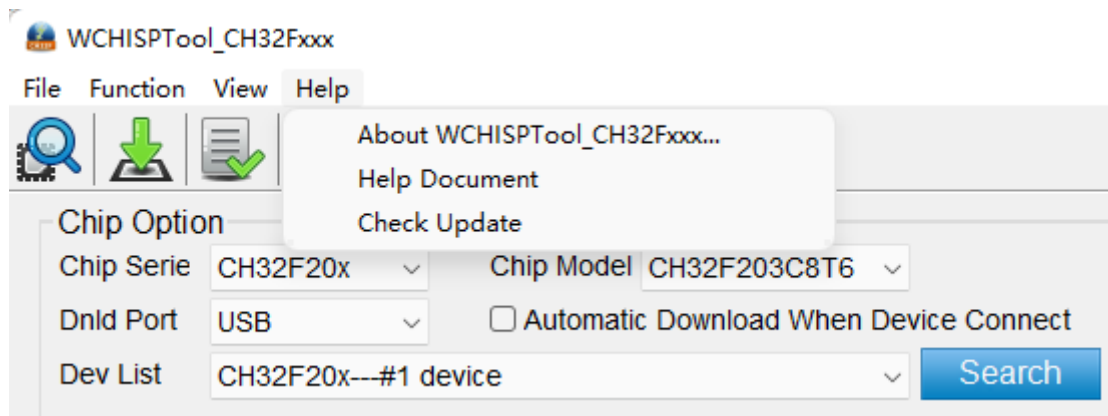 WCHISPTool_CH32Fxxx
File Function View Help
About WCHISPTool_CH32Fxxx...
Help Document
Check Update
Chip Option
Chip Serie CH32F20x Chip Model CH32F203C8T6
Dnld Port USB Automatic Download When Device Connect
Dev List CH32F20x---#1 device Search